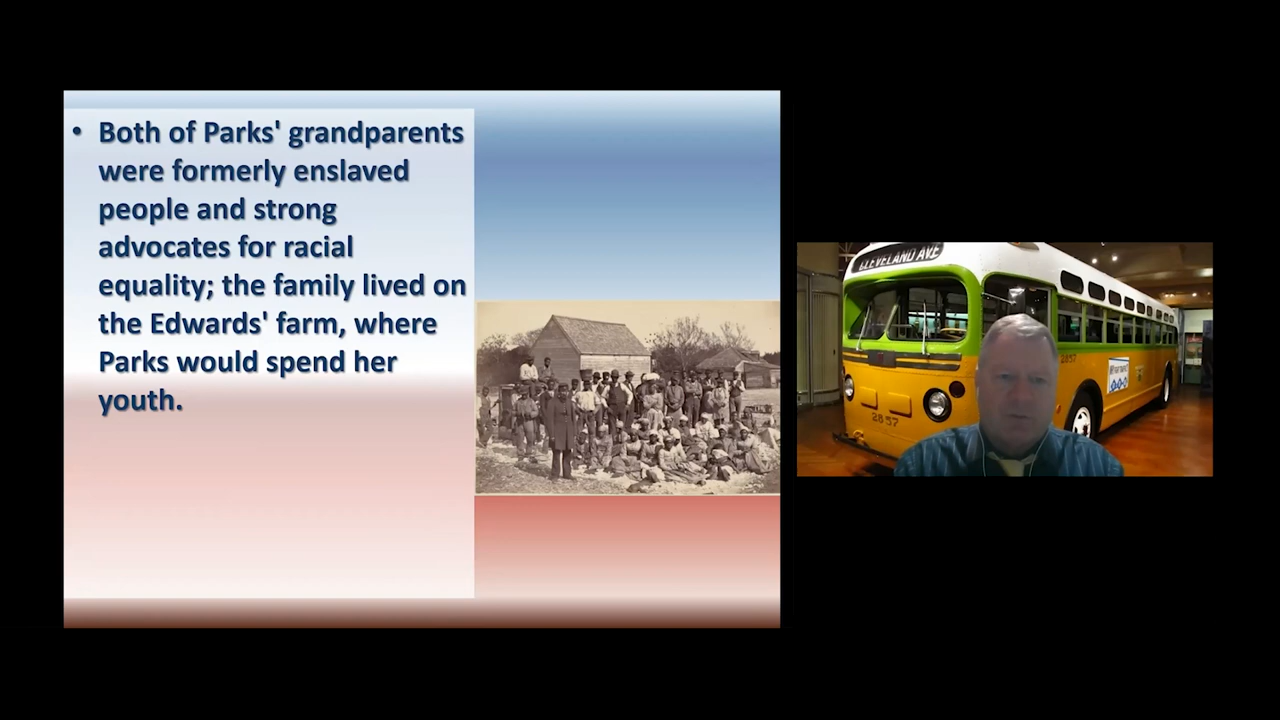 • Both of Parks' grandparents
were formerly enslaved
people and strong
advocates for racial
equality; the family lived on
the Edwards' farm, where
Parks would spend her
youth.
CLEVELAND AVE
2857
2857